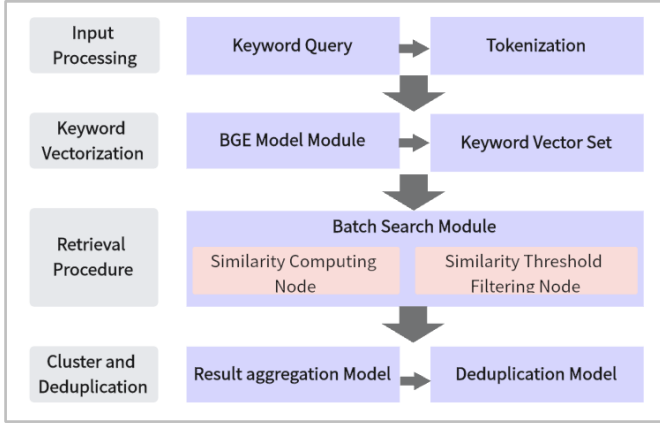 Input
Processing
Keyword Query
Tokenization
Keyword
Vectorization
BGE Model Module
Keyword Vector Set
Retrieval
Procedure
Batch Search Module
Similarity Computing
Node
Similarity Threshold
Filtering Node
Cluster and
Deduplication
Result aggregation Model
Deduplication Model